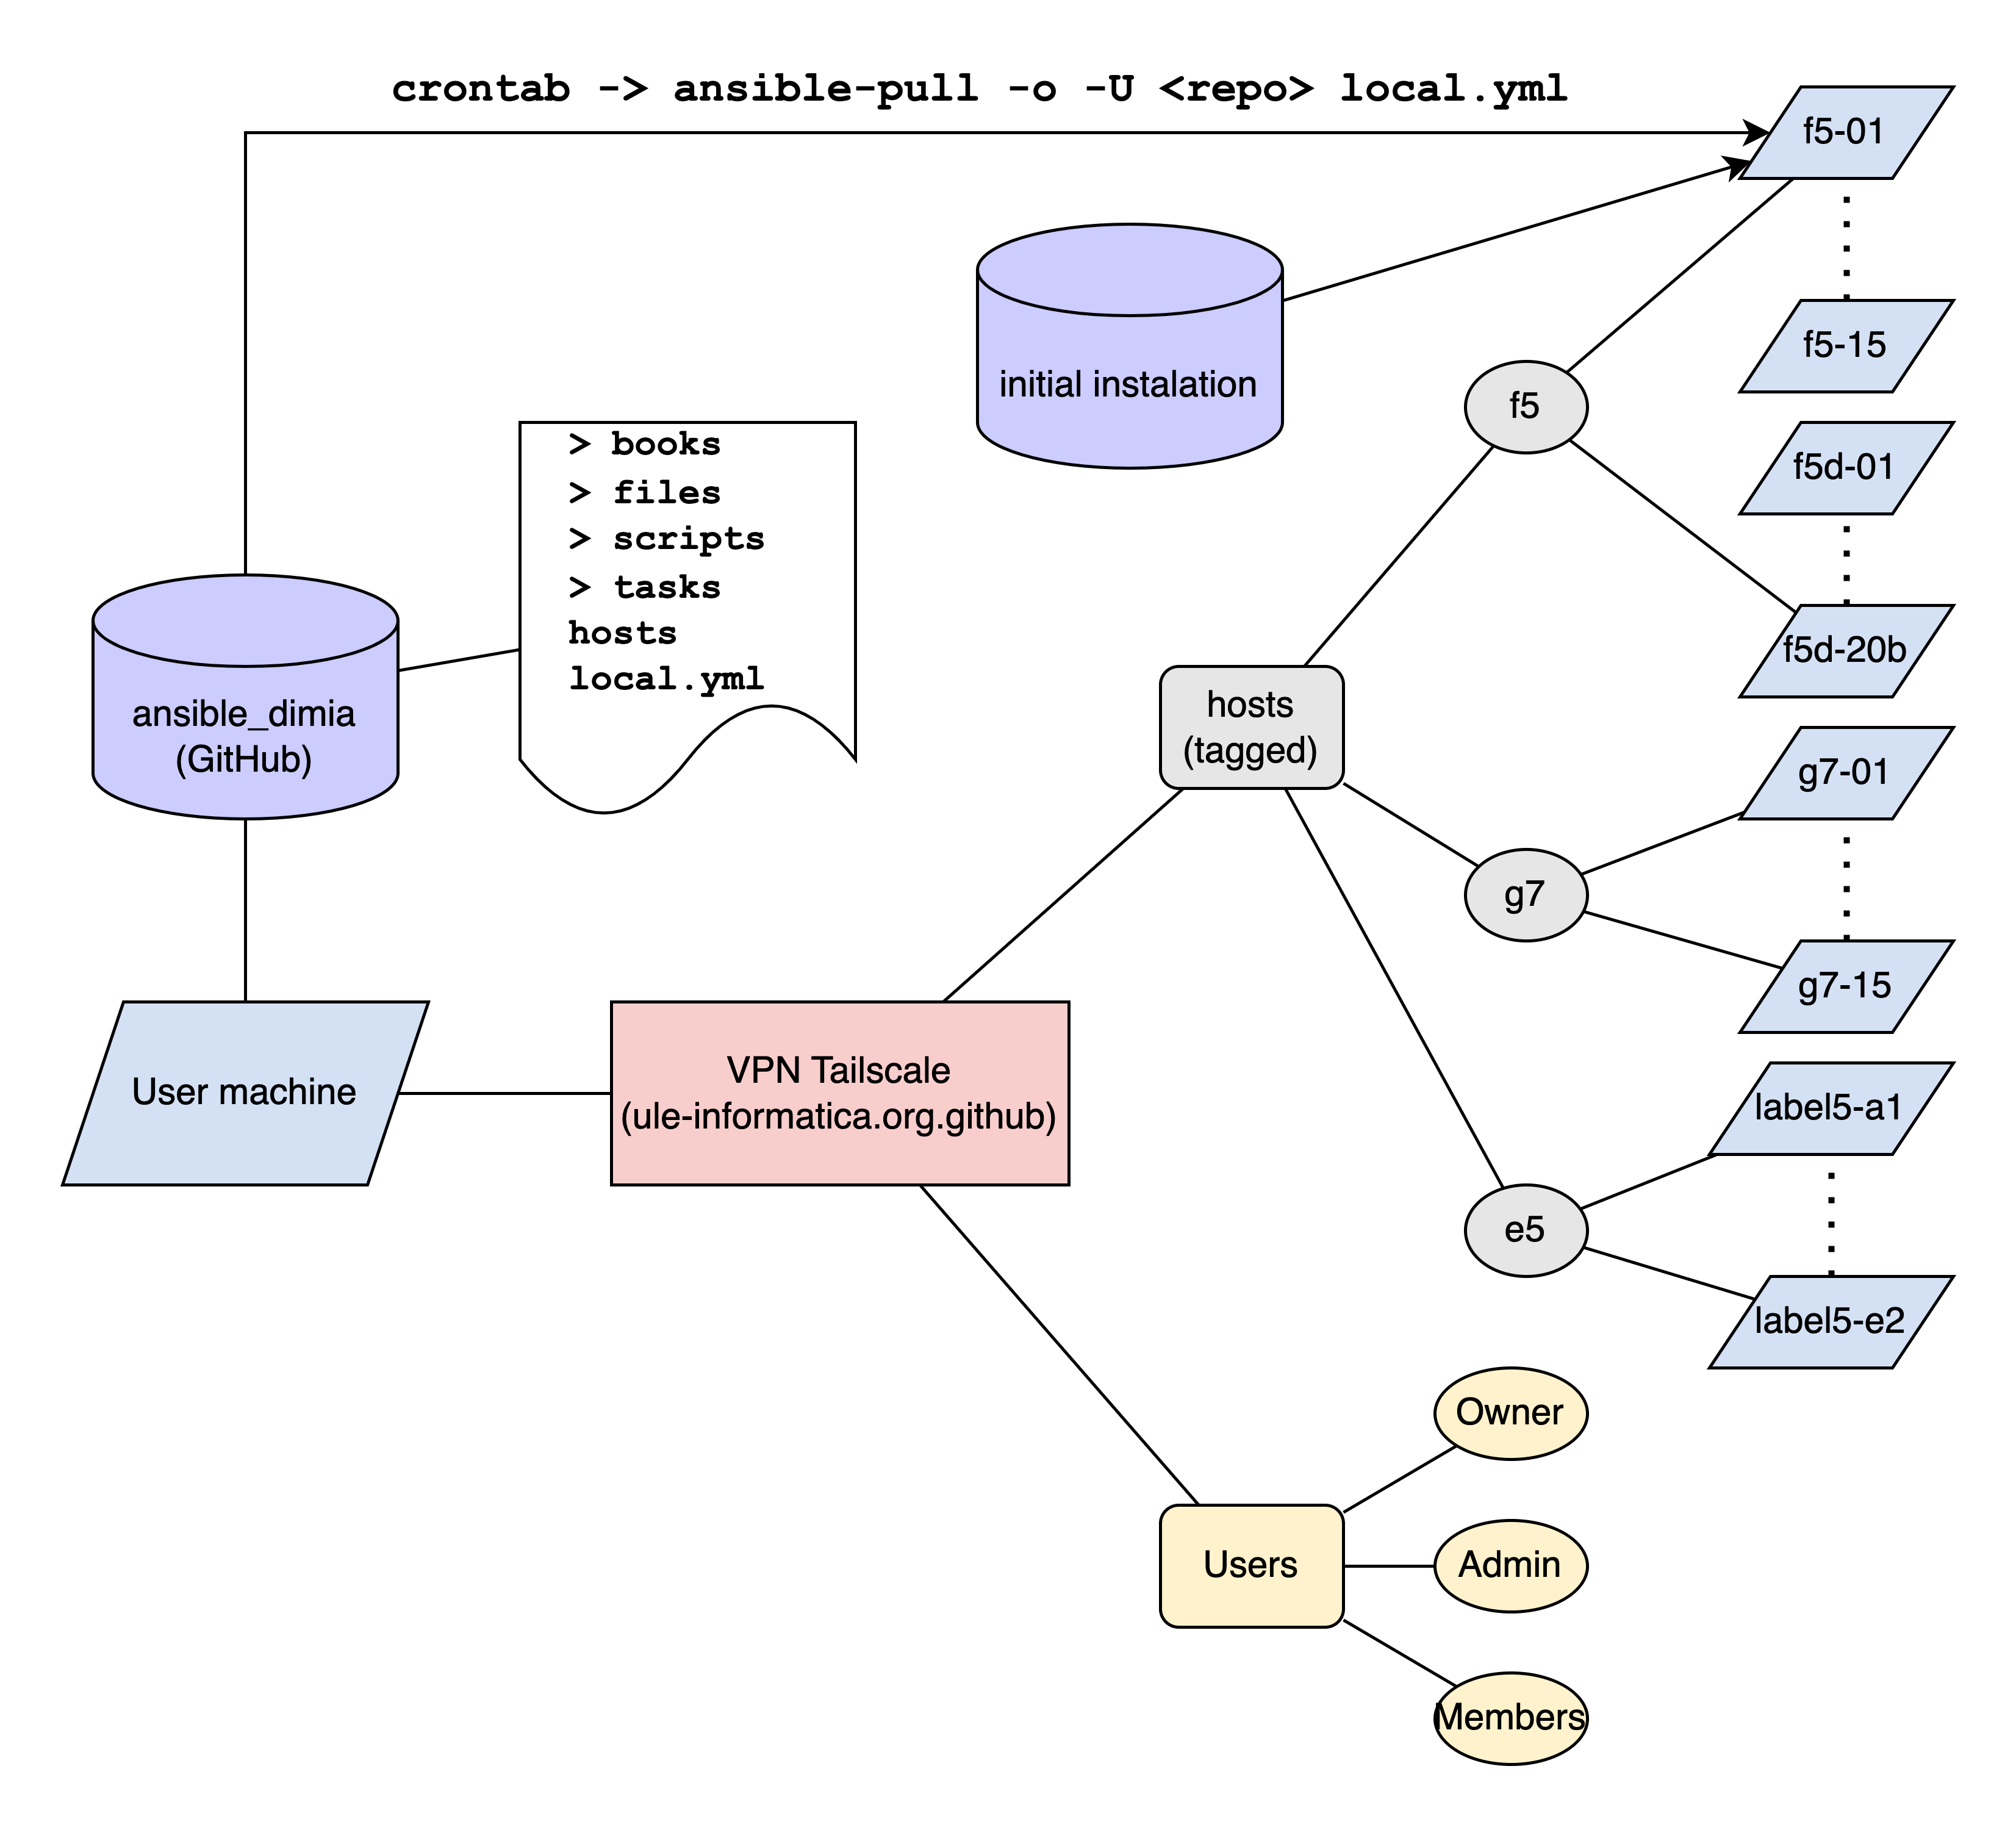 crontab -> ansible-pull -o -U <repo> local.yml
f5-01
initial instalation
f5-15
f5
> books
> files
> scripts
> tasks
hosts
local.yml
f5d-01
f5d-20b
ansible_dimia
(GitHub)
hosts
(tagged)
g7-01
g7
g7-15
User machine
VPN Tailscale
(ule-informatica.org.github)
label5-a1
e5
label5-e2
Owner
Users
Admin
Members